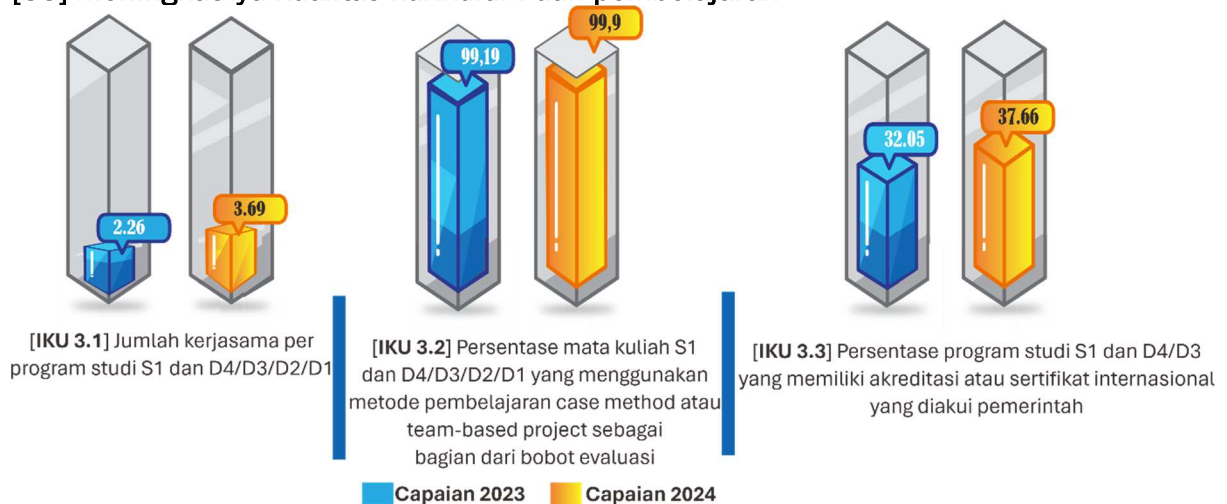 99,19
99,9
2.26
3.69
32.05
37.66
[IKU 3.1] Jumlah kerjasama per
program studi S1 dan D4/D3/D2/D1
[IKU 3.2] Persentase mata kuliah S1
dan D4/D3/D2/D1 yang menggunakan
metode pembelajaran case method atau
team-based project sebagai
bagian dari bobot evaluasi
[IKU 3.3] Persentase program studi S1 dan D4/D3
yang memiliki akreditasi atau sertifikat internasional
yang diakui pemerintah
Capaian 2023
Capaian 2024